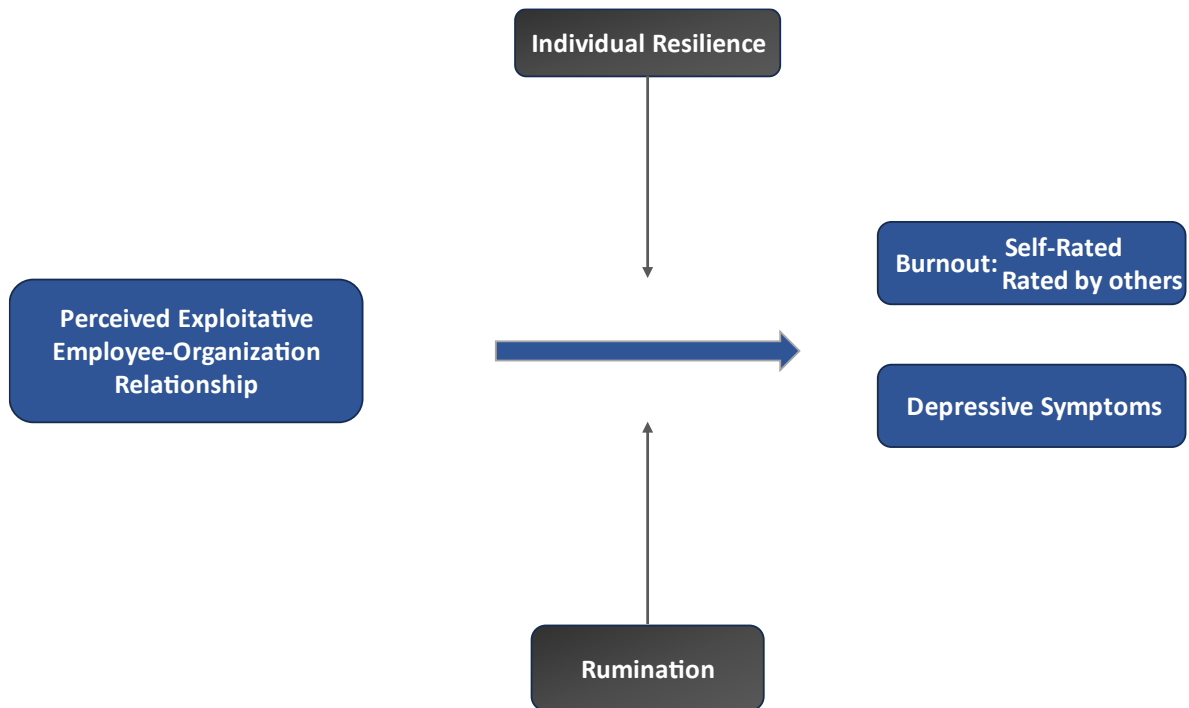 Individual Resilience
Perceived Exploitative
Employee-Organization
Relationship
Burnout: Self-Rated
Rated by others
Depressive Symptoms
Rumination